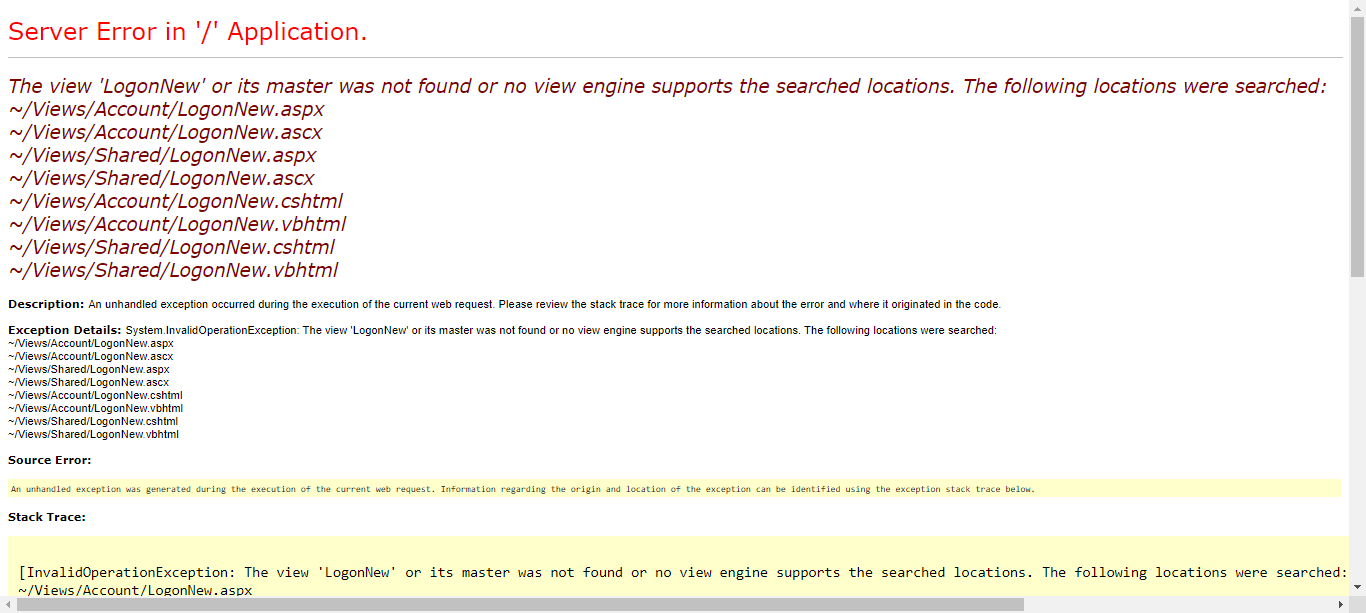 Server Error in '/' Application.
The view 'LogonNew' or its master was not found or no view engine supports the searched locations. The following locations were searched:
~/Views/Account/LogonNew.aspx
~/Views/Account/LogonNew.ascx
~/Views/Shared/LogonNew.aspx
~/Views/Shared/LogonNew.ascx
~/Views/Account/LogonNew.cshtml
~/Views/Account/LogonNew.vbhtml
~/Views/Shared/LogonNew.cshtml
~/Views/Shared/LogonNew.vbhtml
Description: An unhandled exception occurred during the execution of the current web request. Please review the stack trace for more information about the error and where it originated in the code.
Exception Details: System.InvalidOperationException: The view 'LogonNew' or its master was not found or no view engine supports the searched locations. The following locations were searched:
~/Views/Account/LogonNew.aspx
~/Views/Account/LogonNew.ascx
~/Views/Shared/LogonNew.aspx
~/Views/Shared/LogonNew.ascx
~/Views/Account/LogonNew.cshtml
~/Views/Account/LogonNew.vbhtml
~/Views/Shared/LogonNew.cshtml
~/Views/Shared/LogonNew.vbhtml
Source Error:
An unhandled exception was generated during the execution of the current web request. Information regarding the origin and location of the exception can be identified using the exception stack trace below.
Stack Trace:
[InvalidOperationException: The view 'LogonNew' or its master was not found or no view engine supports the searched locations. The following locations were searched:
~/Views/Account/LogonNew.aspx